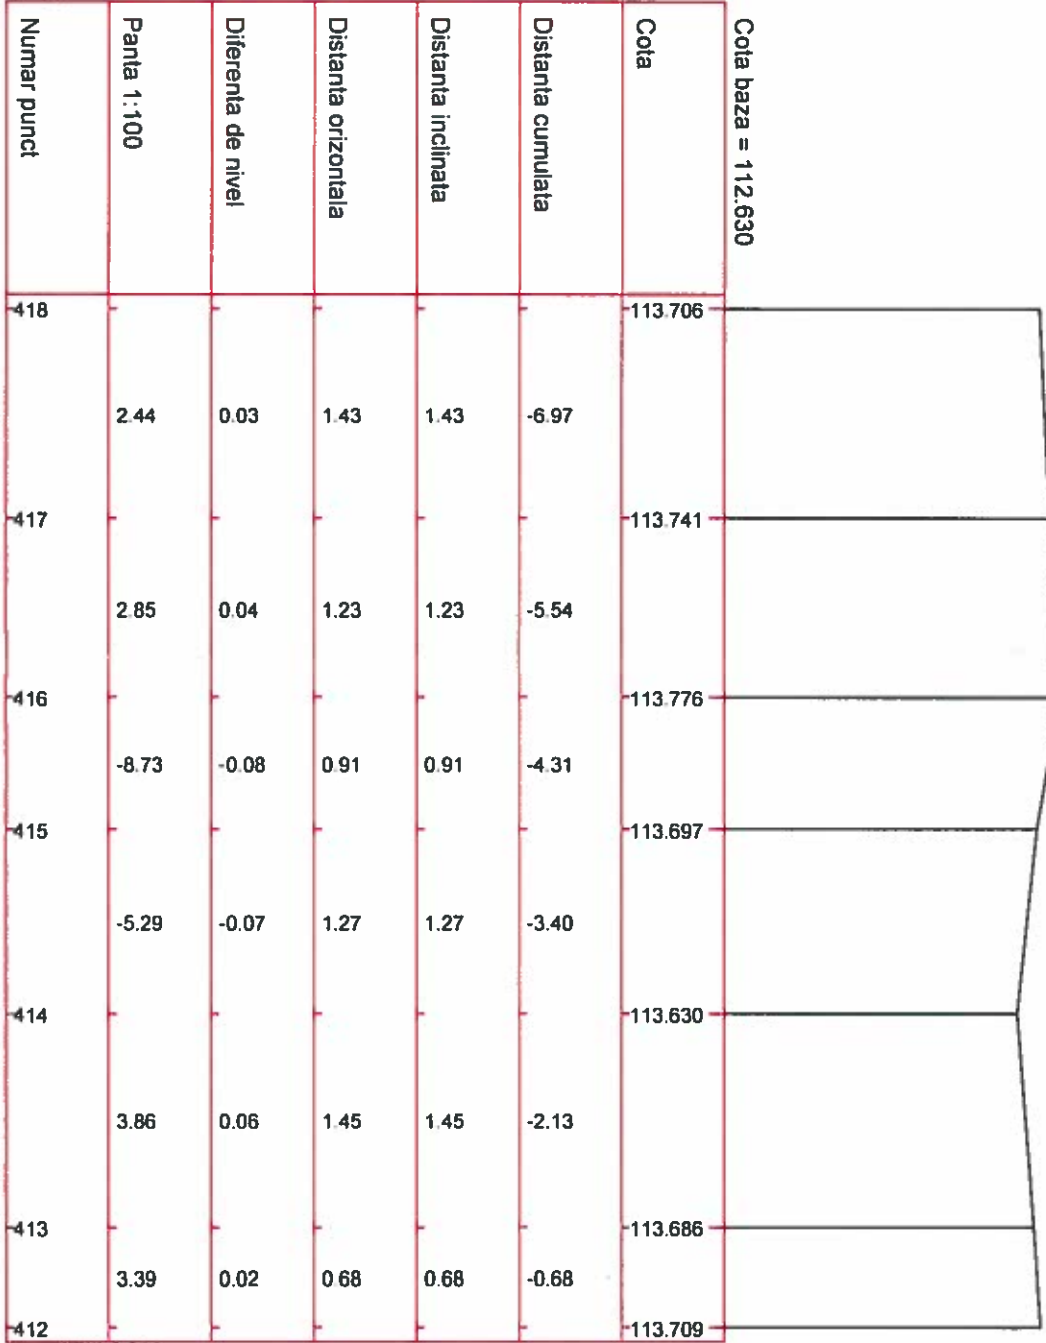 Cota baza = 112.630
Cota 113.706 113.741 113.776 113.697 113.630 113.686 113.709
Distanta cumulata -6.97 -5.54 -4.31 -3.40 -2.13 -0.68
Distanta inclinata 1.43 1.23 0.91 1.27 1.45 0.68
Distanta orizontala 1.43 1.23 0.91 1.27 1.45 0.68
Diferenta de nivel 0.03 0.04 -0.08 -0.07 0.06 0.02
Panta 1:100 2.44 2.85 -8.73 -5.29 3.86 3.39
Numar punct 418 417 416 415 414 413 412